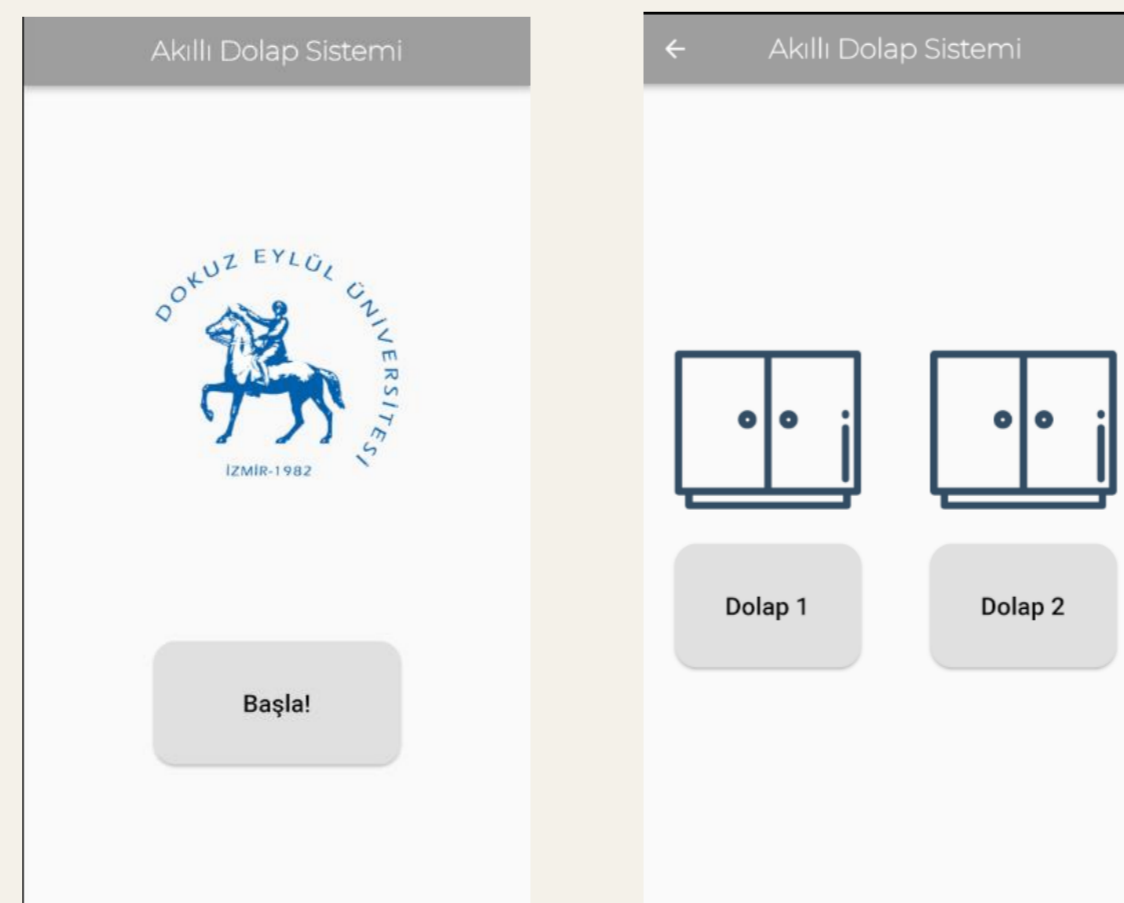 Akıllı Dolap Sistemi
DOKUZ EYLÜL ÜNİVERSİTESİ
İZMİR-1982
Başla!
Akıllı Dolap Sistemi
Dolap 1
Dolap 2